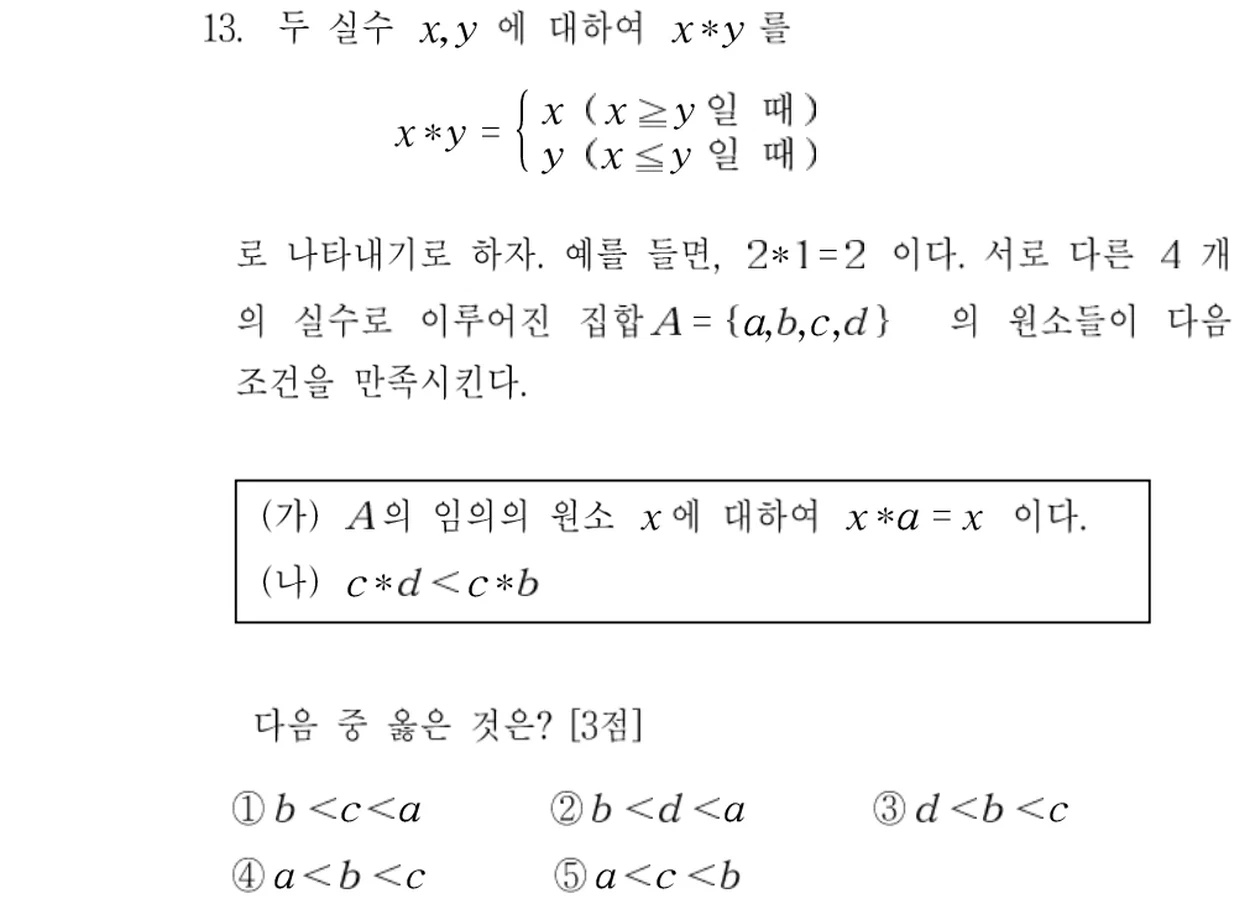 13. 두 실수 x, y 에 대하여 x*y 를
x*y = { x (x≧y일 때)
y (x≦y 일 때)
로 나타내기로 하자. 예를 들면, 2*1=2 이다. 서로 다른 4 개
의 실수로 이루어진 집합 A = {a,b,c,d} 의 원소들이 다음
조건을 만족시킨다.
(가) A의 임의의 원소 x에 대하여 x*a = x 이다.
(나) c*d < c*b
다음 중 옳은 것은? [3점]
① b < c < a ② b < d < a ③ d < b < c
④ a < b < c ⑤ a < c < b